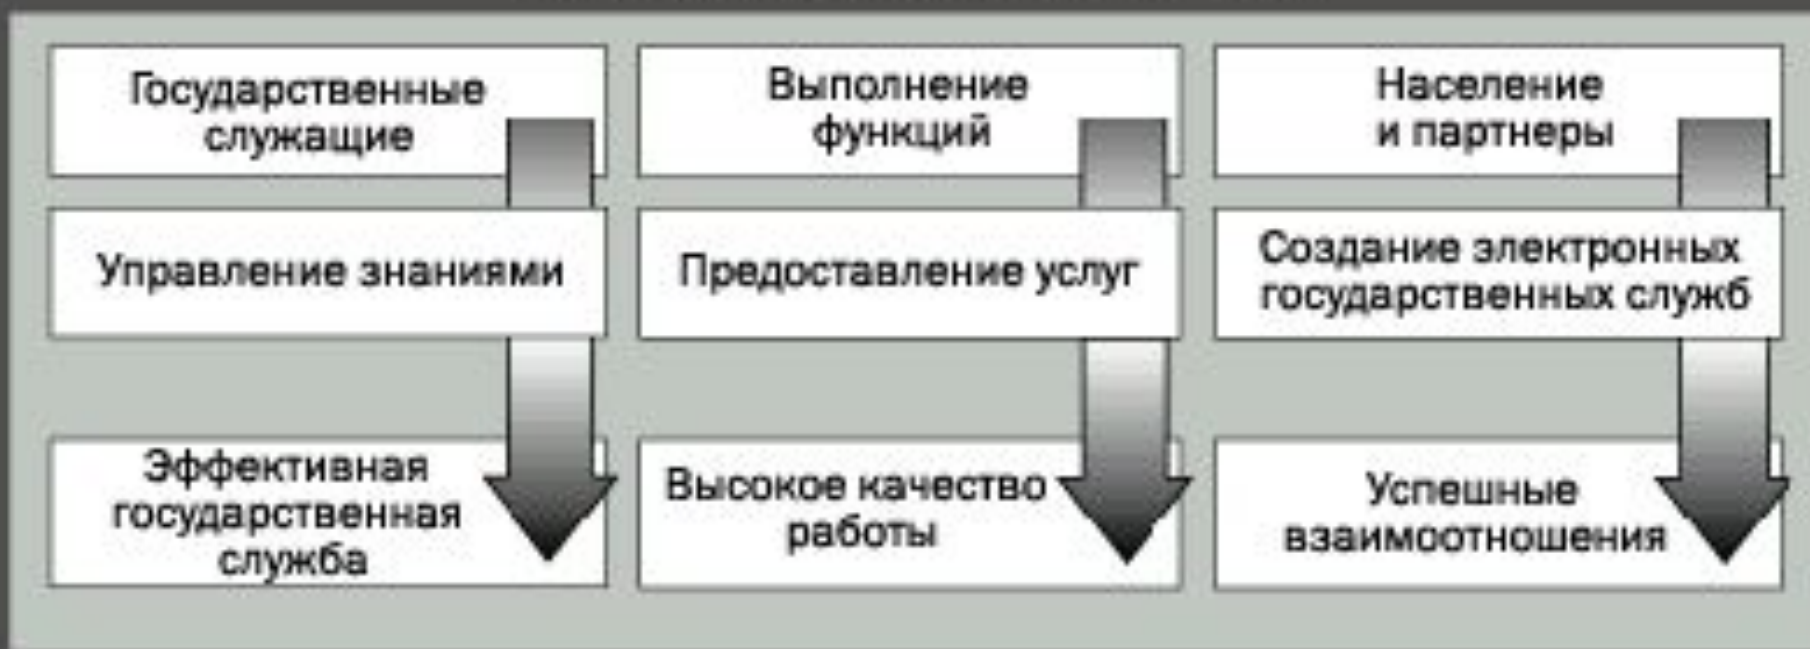 Государственные
служащие
Выполнение
функций
Население
и партнеры
Управление знаниями
Предоставление услуг
Создание электронных
государственных служб
Эффективная
государственная
служба
Высокое качество
работы
Успешные
взаимоотношения